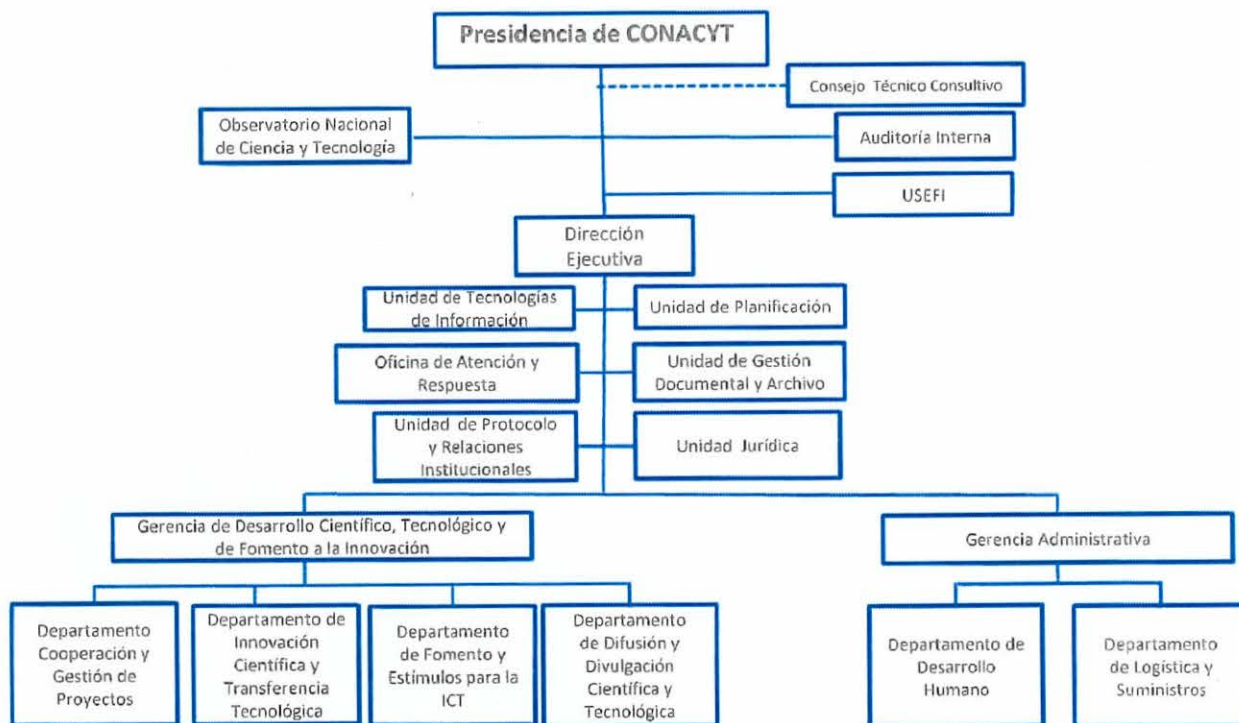 Presidencia de CONACYT
Consejo Técnico Consultivo
Observatorio Nacional
de Ciencia y Tecnología
Auditoría Interna
USEFI
Dirección
Ejecutiva
Unidad de Tecnologías
de Información
Unidad de Planificación
Oficina de Atención y
Respuesta
Unidad de Gestión
Documental y Archivo
Unidad de Protocolo
y Relaciones
Institucionales
Unidad Jurídica
Gerencia de Desarrollo Científico, Tecnológico y
de Fomento a la Innovación
Gerencia Administrativa
Departamento
Cooperación y
Gestión de
Proyectos
Departamento de
Innovación
Científica y
Transferencia
Tecnológica
Departamento
de Fomento y
Estímulos para la
ICT
Departamento
de Difusión y
Divulgación
Científica y
Tecnológica
Departamento de
Desarrollo
Humano
Departamento
de Logística y
Suministros